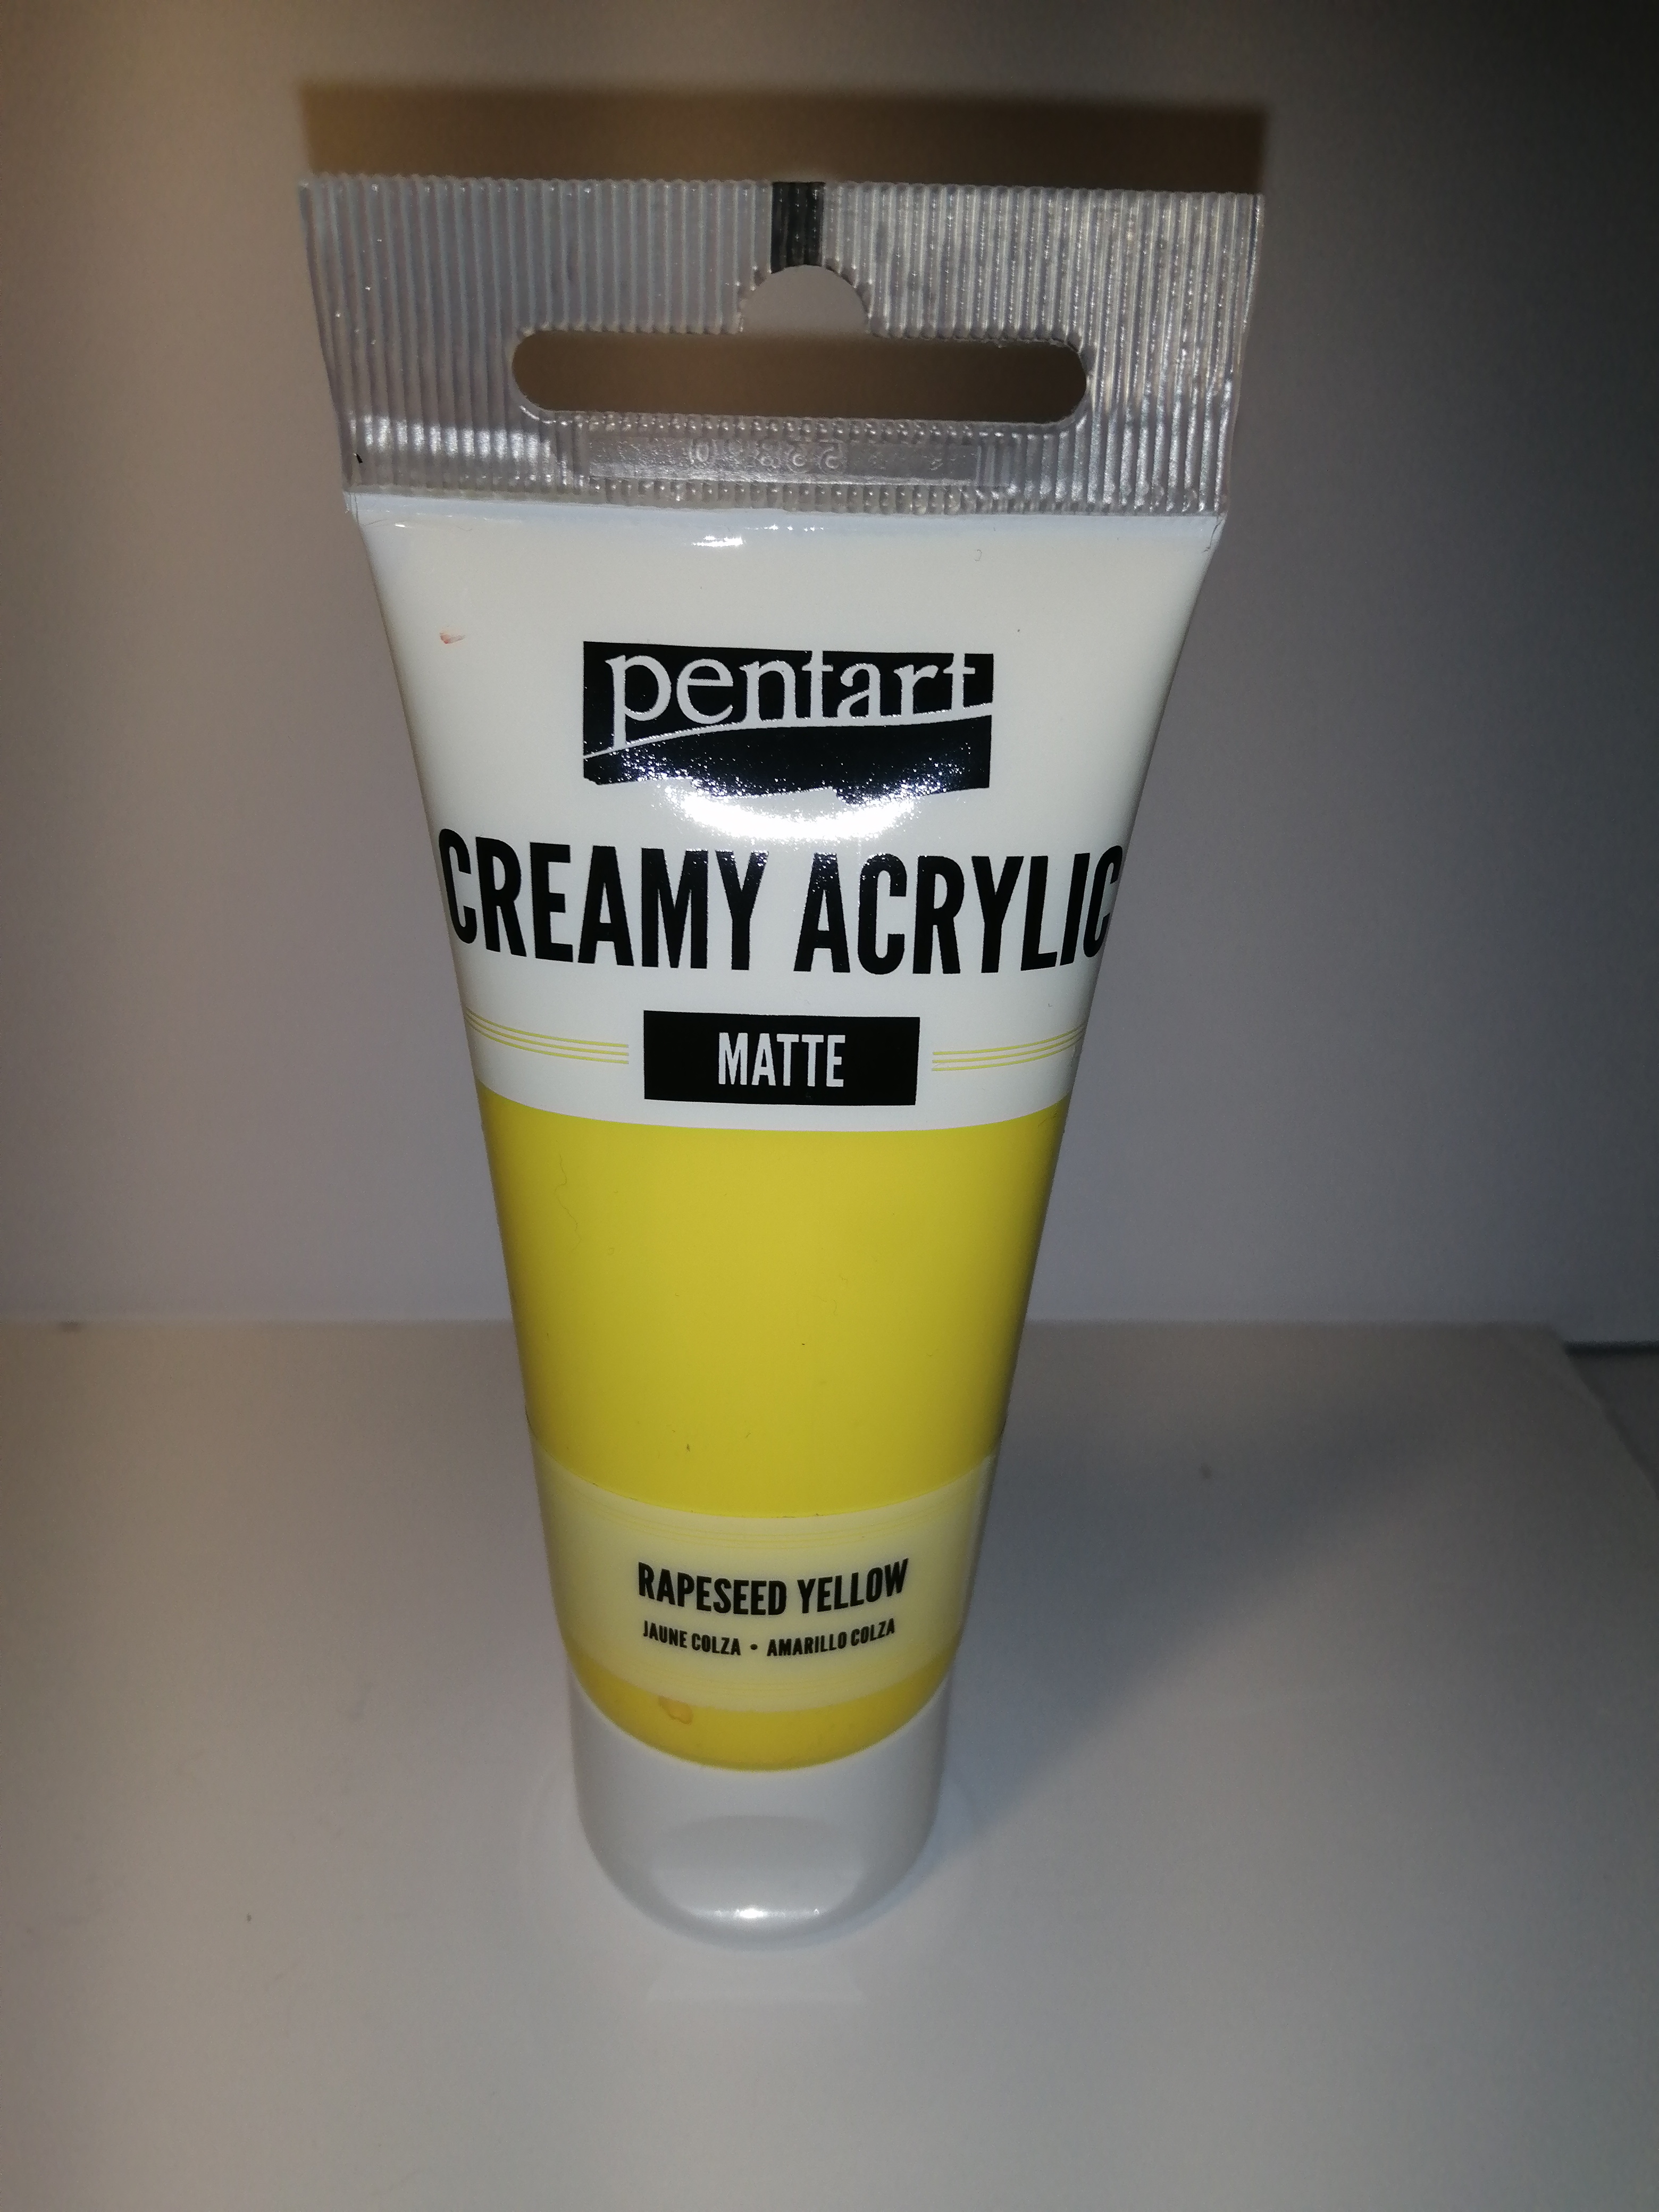 pentart
CREAMY ACRYLIC
MATTE
RAPESEED YELLOW
JAUNE COLZA • AMARILLO COLZA